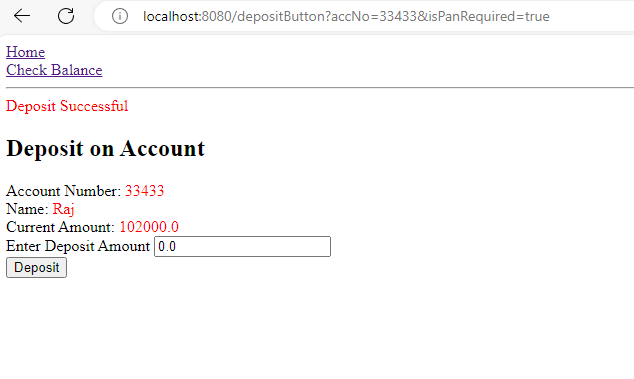 localhost:8080/depositButton?accNo=33433&isPanRequired=true
Home
Check Balance
Deposit Successful
Deposit on Account
Account Number: 33433
Name: Raj
Current Amount: 102000.0
Enter Deposit Amount 0.0
Deposit